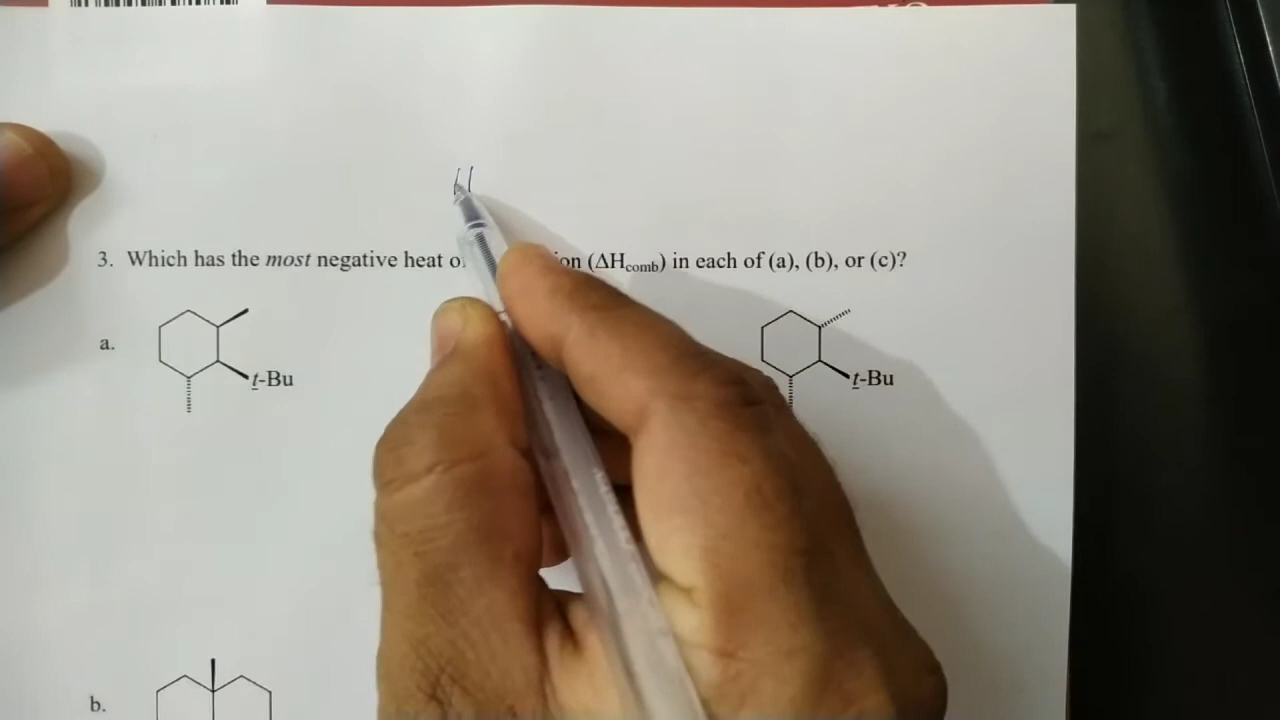 3. Which has the most negative heat o on (ΔHcomb) in each of (a), (b), or (c)?
a. t-Bu t-Bu
b.